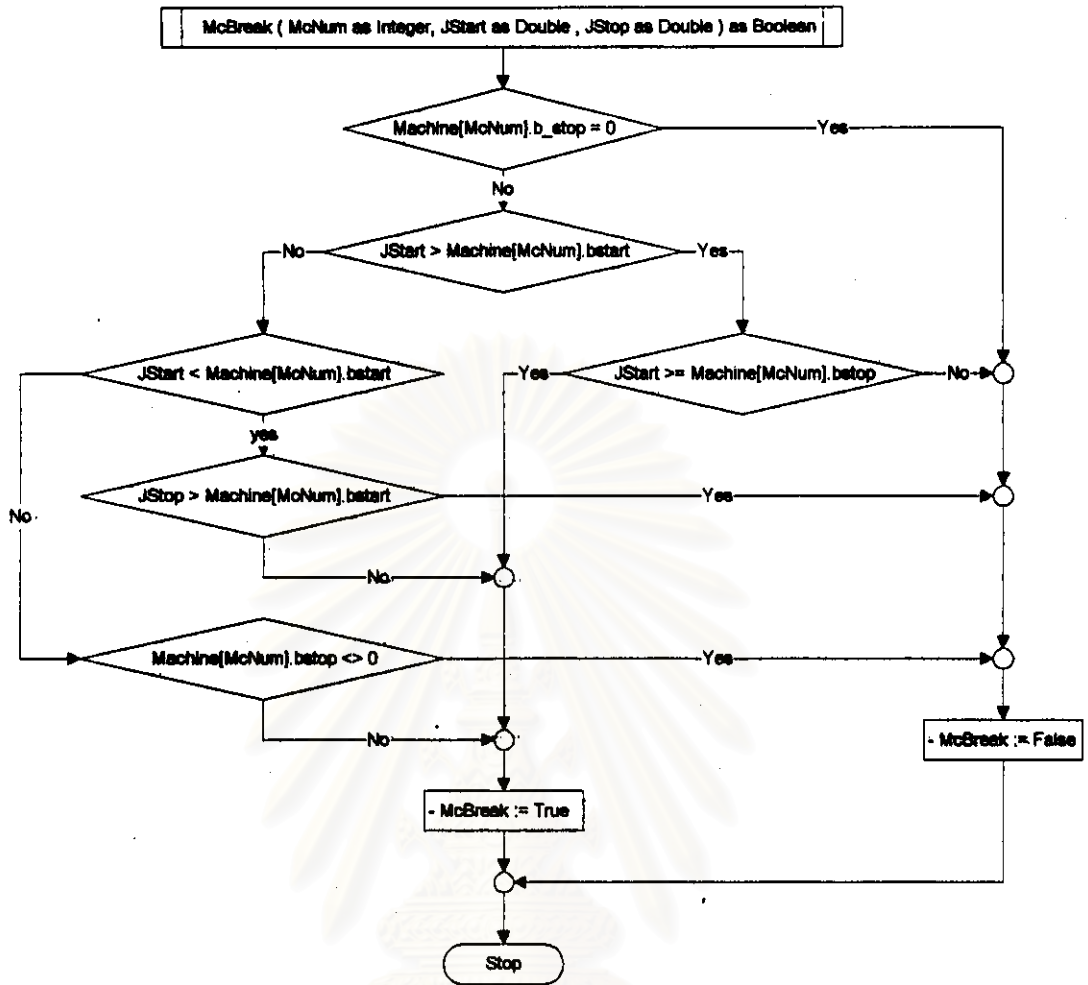 McBreak ( McNum as Integer, JStart as Double , JStop as Double ) as Boolean
Machine[McNum].b_stop = 0
Yes
No
No
JStart > Machine[McNum].bstart
Yes
JStart < Machine[McNum].bstart
Yes
JStart >= Machine[McNum].bstop
No
yes
JStop > Machine[McNum].bstart
Yes
No
No
Machine[McNum].bstop <> 0
Yes
No
- McBreak := False
- McBreak := True
Stop